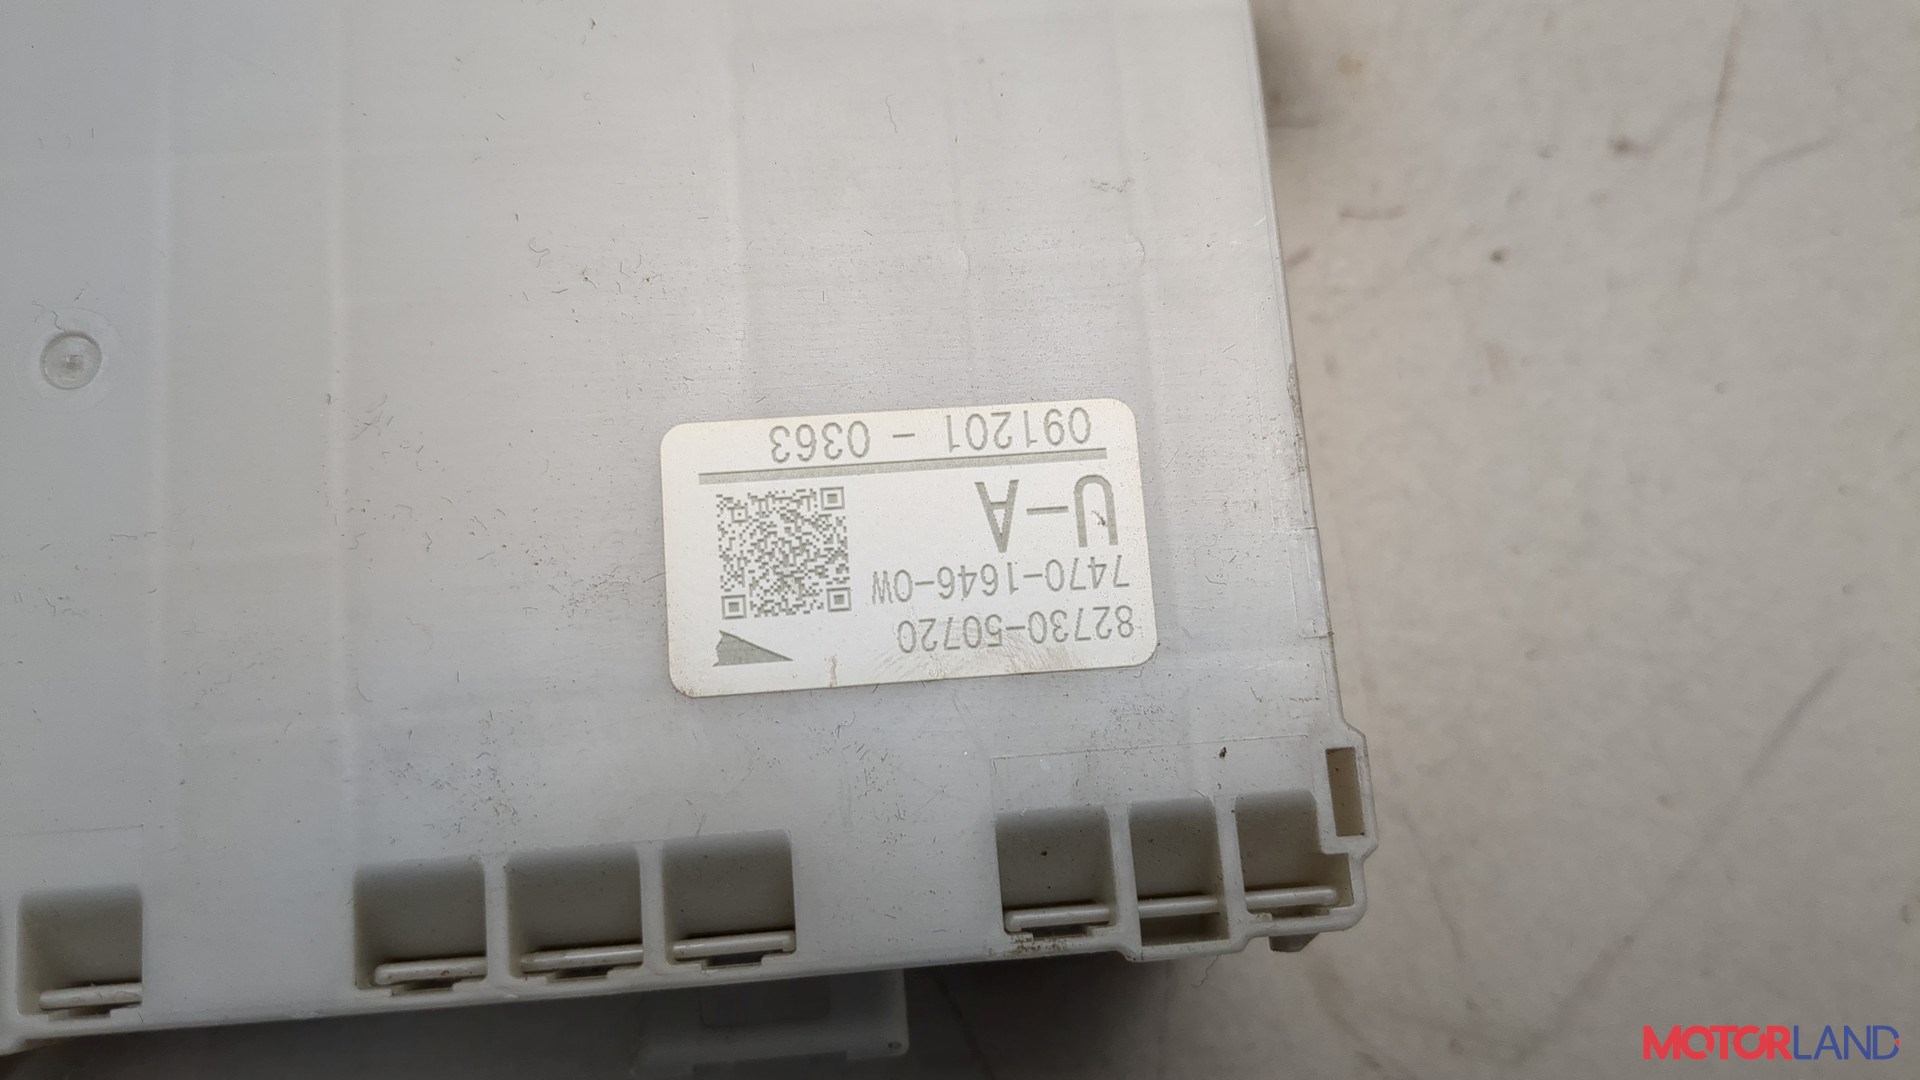 82730-50720
7470-1646-0W
U-A
091201 - 0363
MOTORLAND